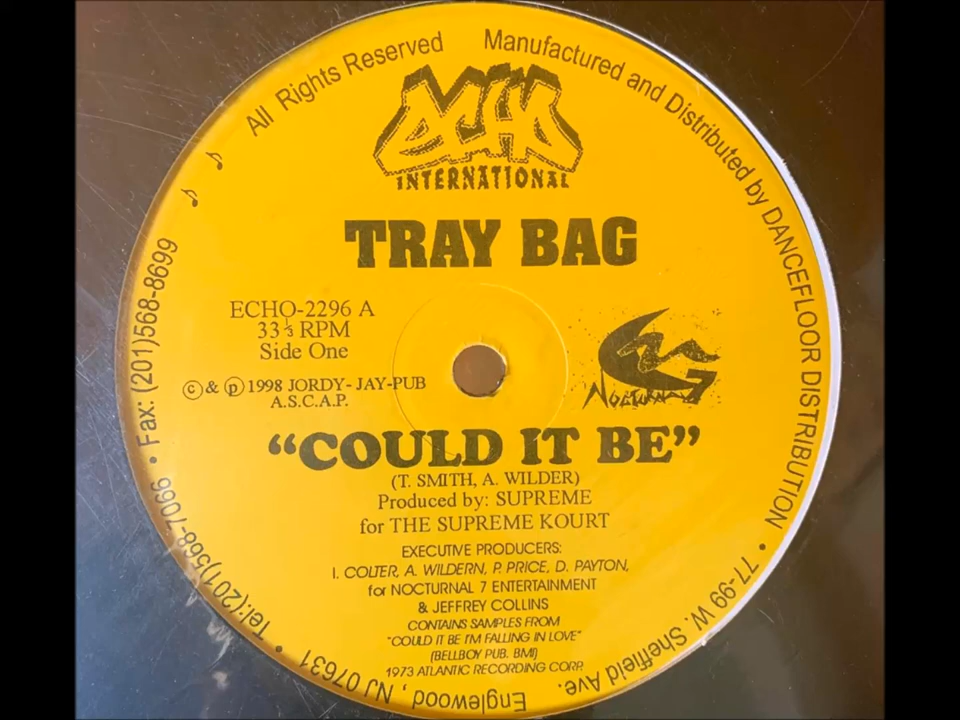 All Rights Reserved
Manufactured and Distributed by DANCEFLOOR DISTRIBUTION • 77-99 W. Sheffield Ave.
Englewood, NJ 07631 • Tel:(201)568-7066 • Fax: (201)568-8699
ECHO
INTERNATIONAL
TRAY BAG
ECHO-2296 A
33 1/3 RPM
Side One
© & ℗ 1998 JORDY-JAY-PUB
A.S.C.A.P.
NOCTURNAL 7
“COULD IT BE”
(T. SMITH, A. WILDER)
Produced by: SUPREME
for THE SUPREME KOURT
EXECUTIVE PRODUCERS:
I. COLTER, A. WILDERN, P. PRICE, D. PAYTON,
for NOCTURNAL 7 ENTERTAINMENT
& JEFFREY COLLINS
CONTAINS SAMPLES FROM
"COULD IT BE I'M FALLING IN LOVE"
(BELLBOY PUB. BMI)
1973 ATLANTIC RECORDING CORP.